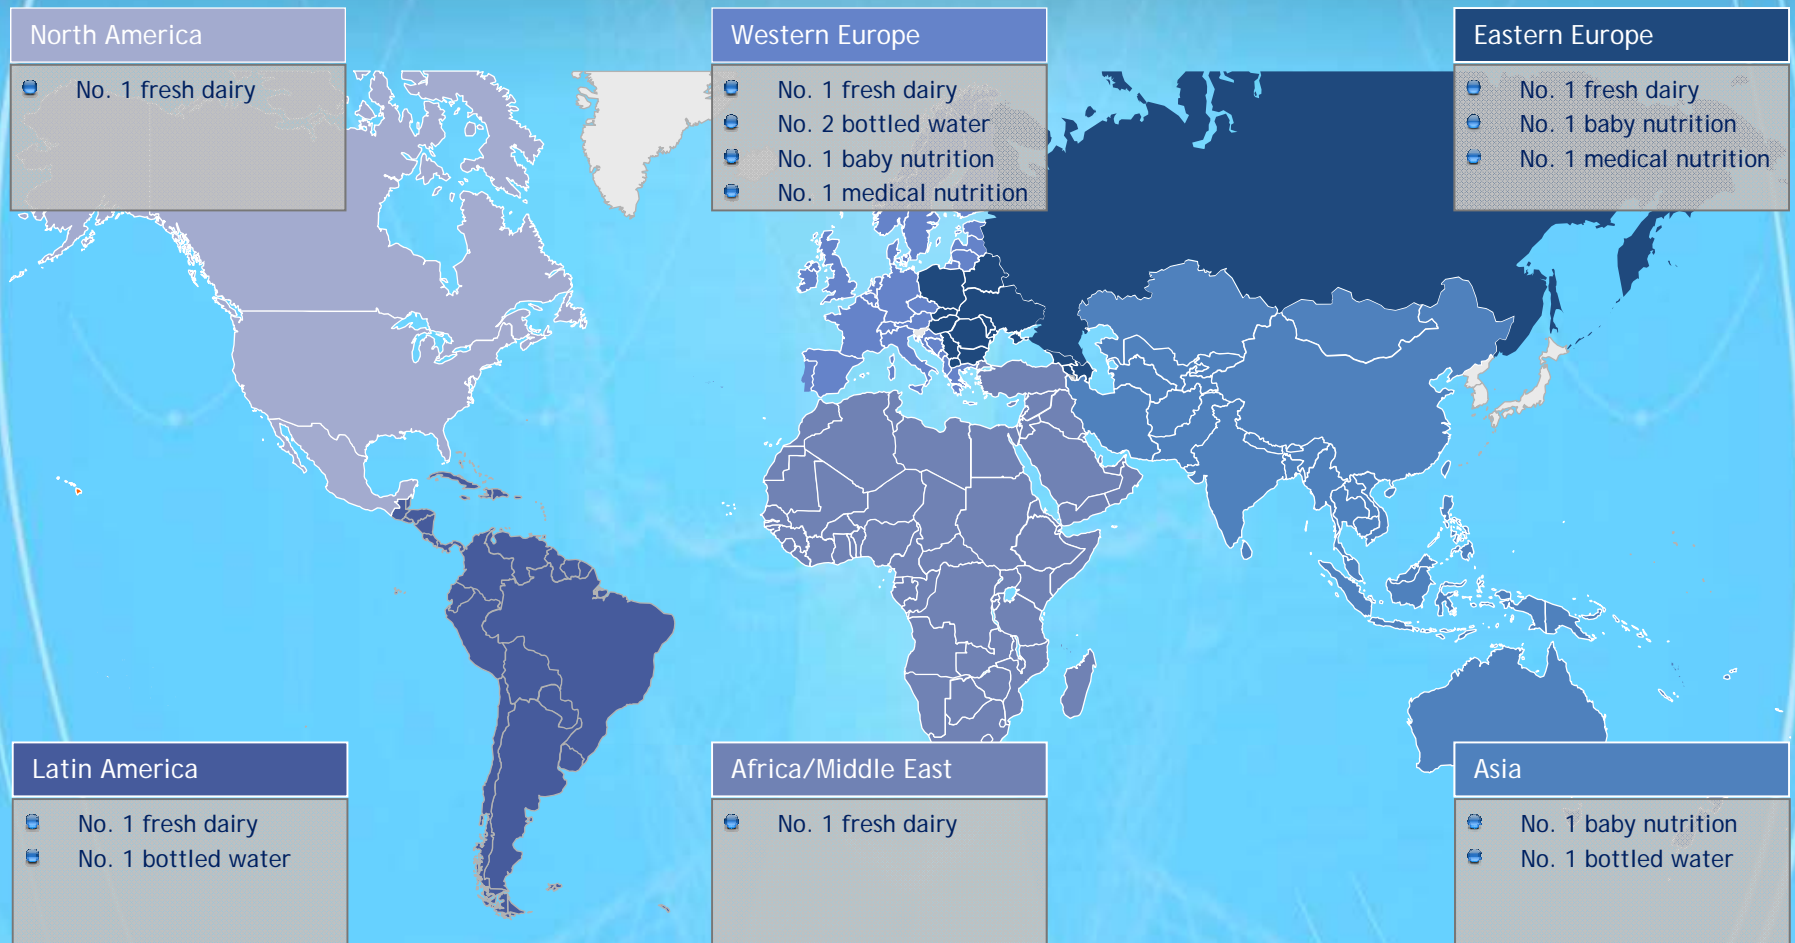 North America
No. 1 fresh dairy
Western Europe
No. 1 fresh dairy
No. 2 bottled water
No. 1 baby nutrition
No. 1 medical nutrition
Eastern Europe
No. 1 fresh dairy
No. 1 baby nutrition
No. 1 medical nutrition
Latin America
No. 1 fresh dairy
No. 1 bottled water
Africa/Middle East
No. 1 fresh dairy
Asia
No. 1 baby nutrition
No. 1 bottled water